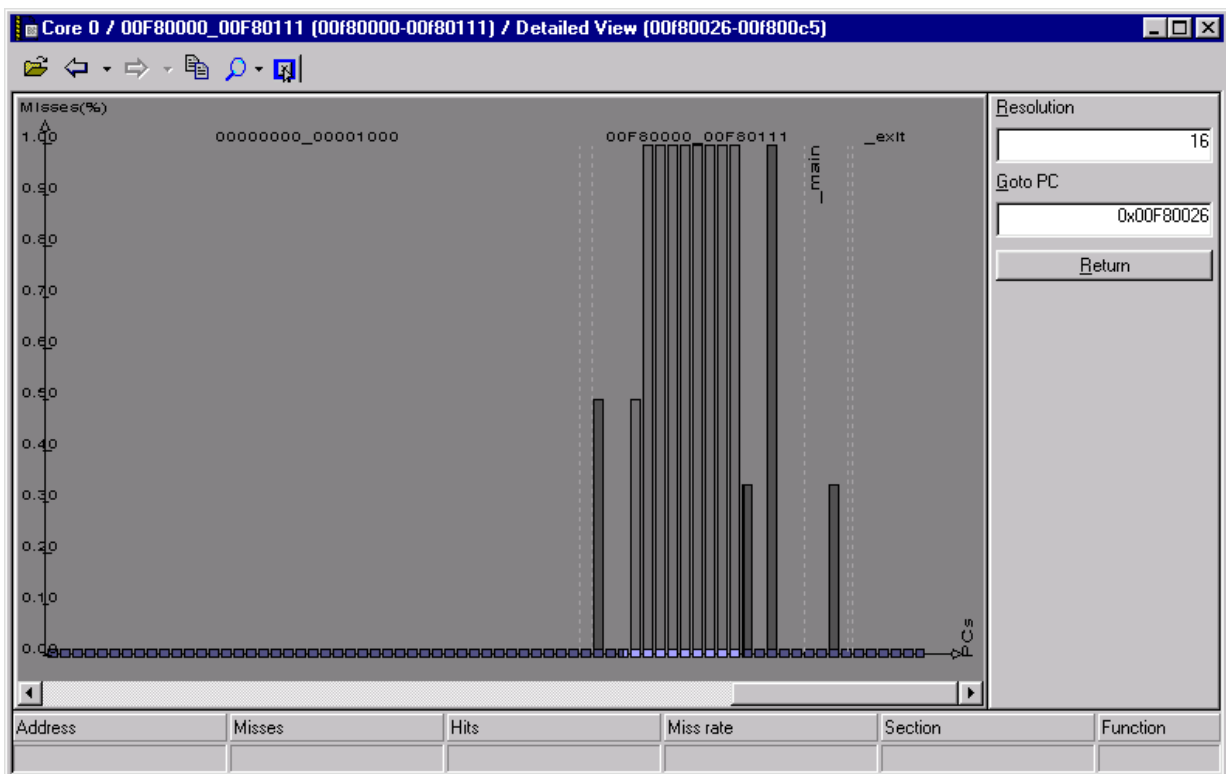 Core 0 / 00F80000_00F80111 (00f80000-00f80111) / Detailed View (00f80026-00f800c5)
Misses(%)
1.00
00000000_00001000
00F80000_00F80111
_exit
_main
0.90
0.80
0.70
0.60
0.50
0.40
0.30
0.20
0.10
0.00
PCs
Resolution
16
Goto PC
0x00F80026
Return
Address Misses Hits Miss rate Section Function